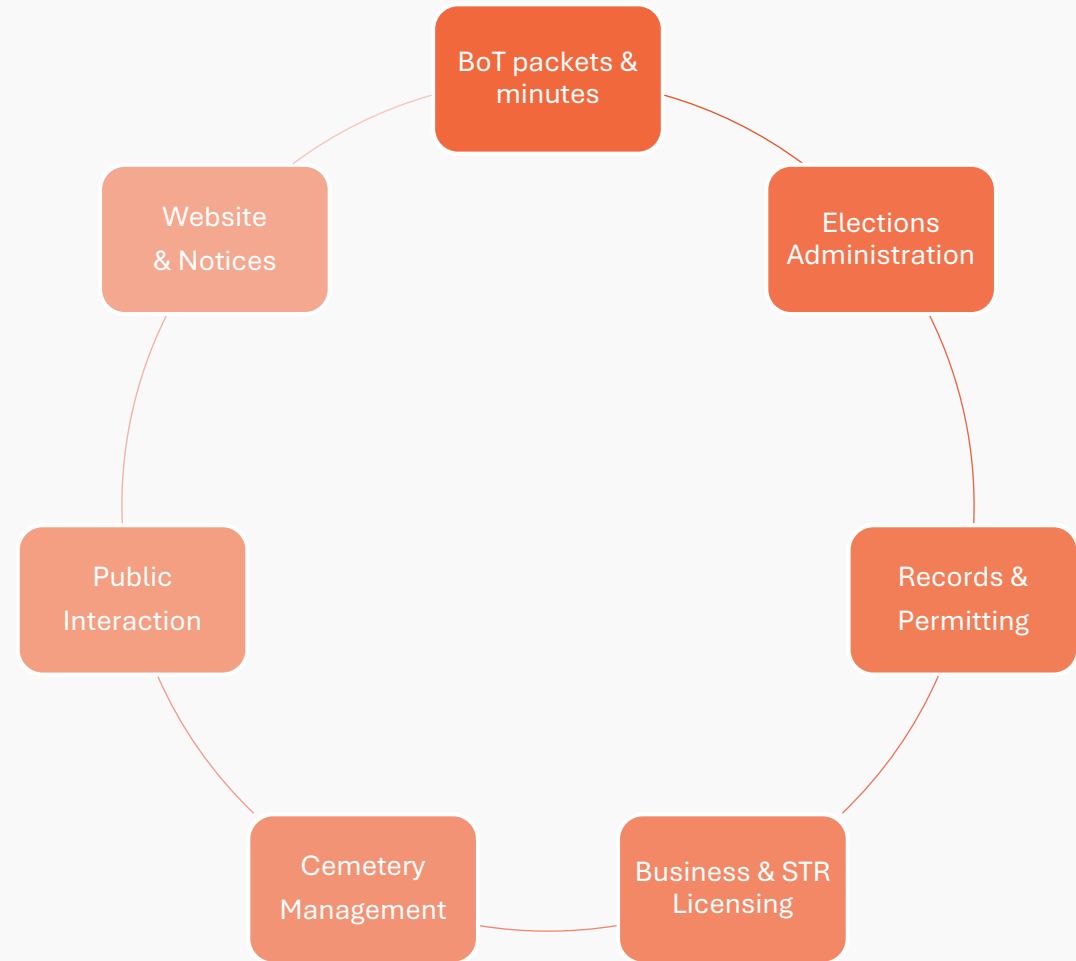 BoT packets &
minutes
Elections
Administration
Records &
Permitting
Business & STR
Licensing
Cemetery
Management
Public
Interaction
Website
& Notices